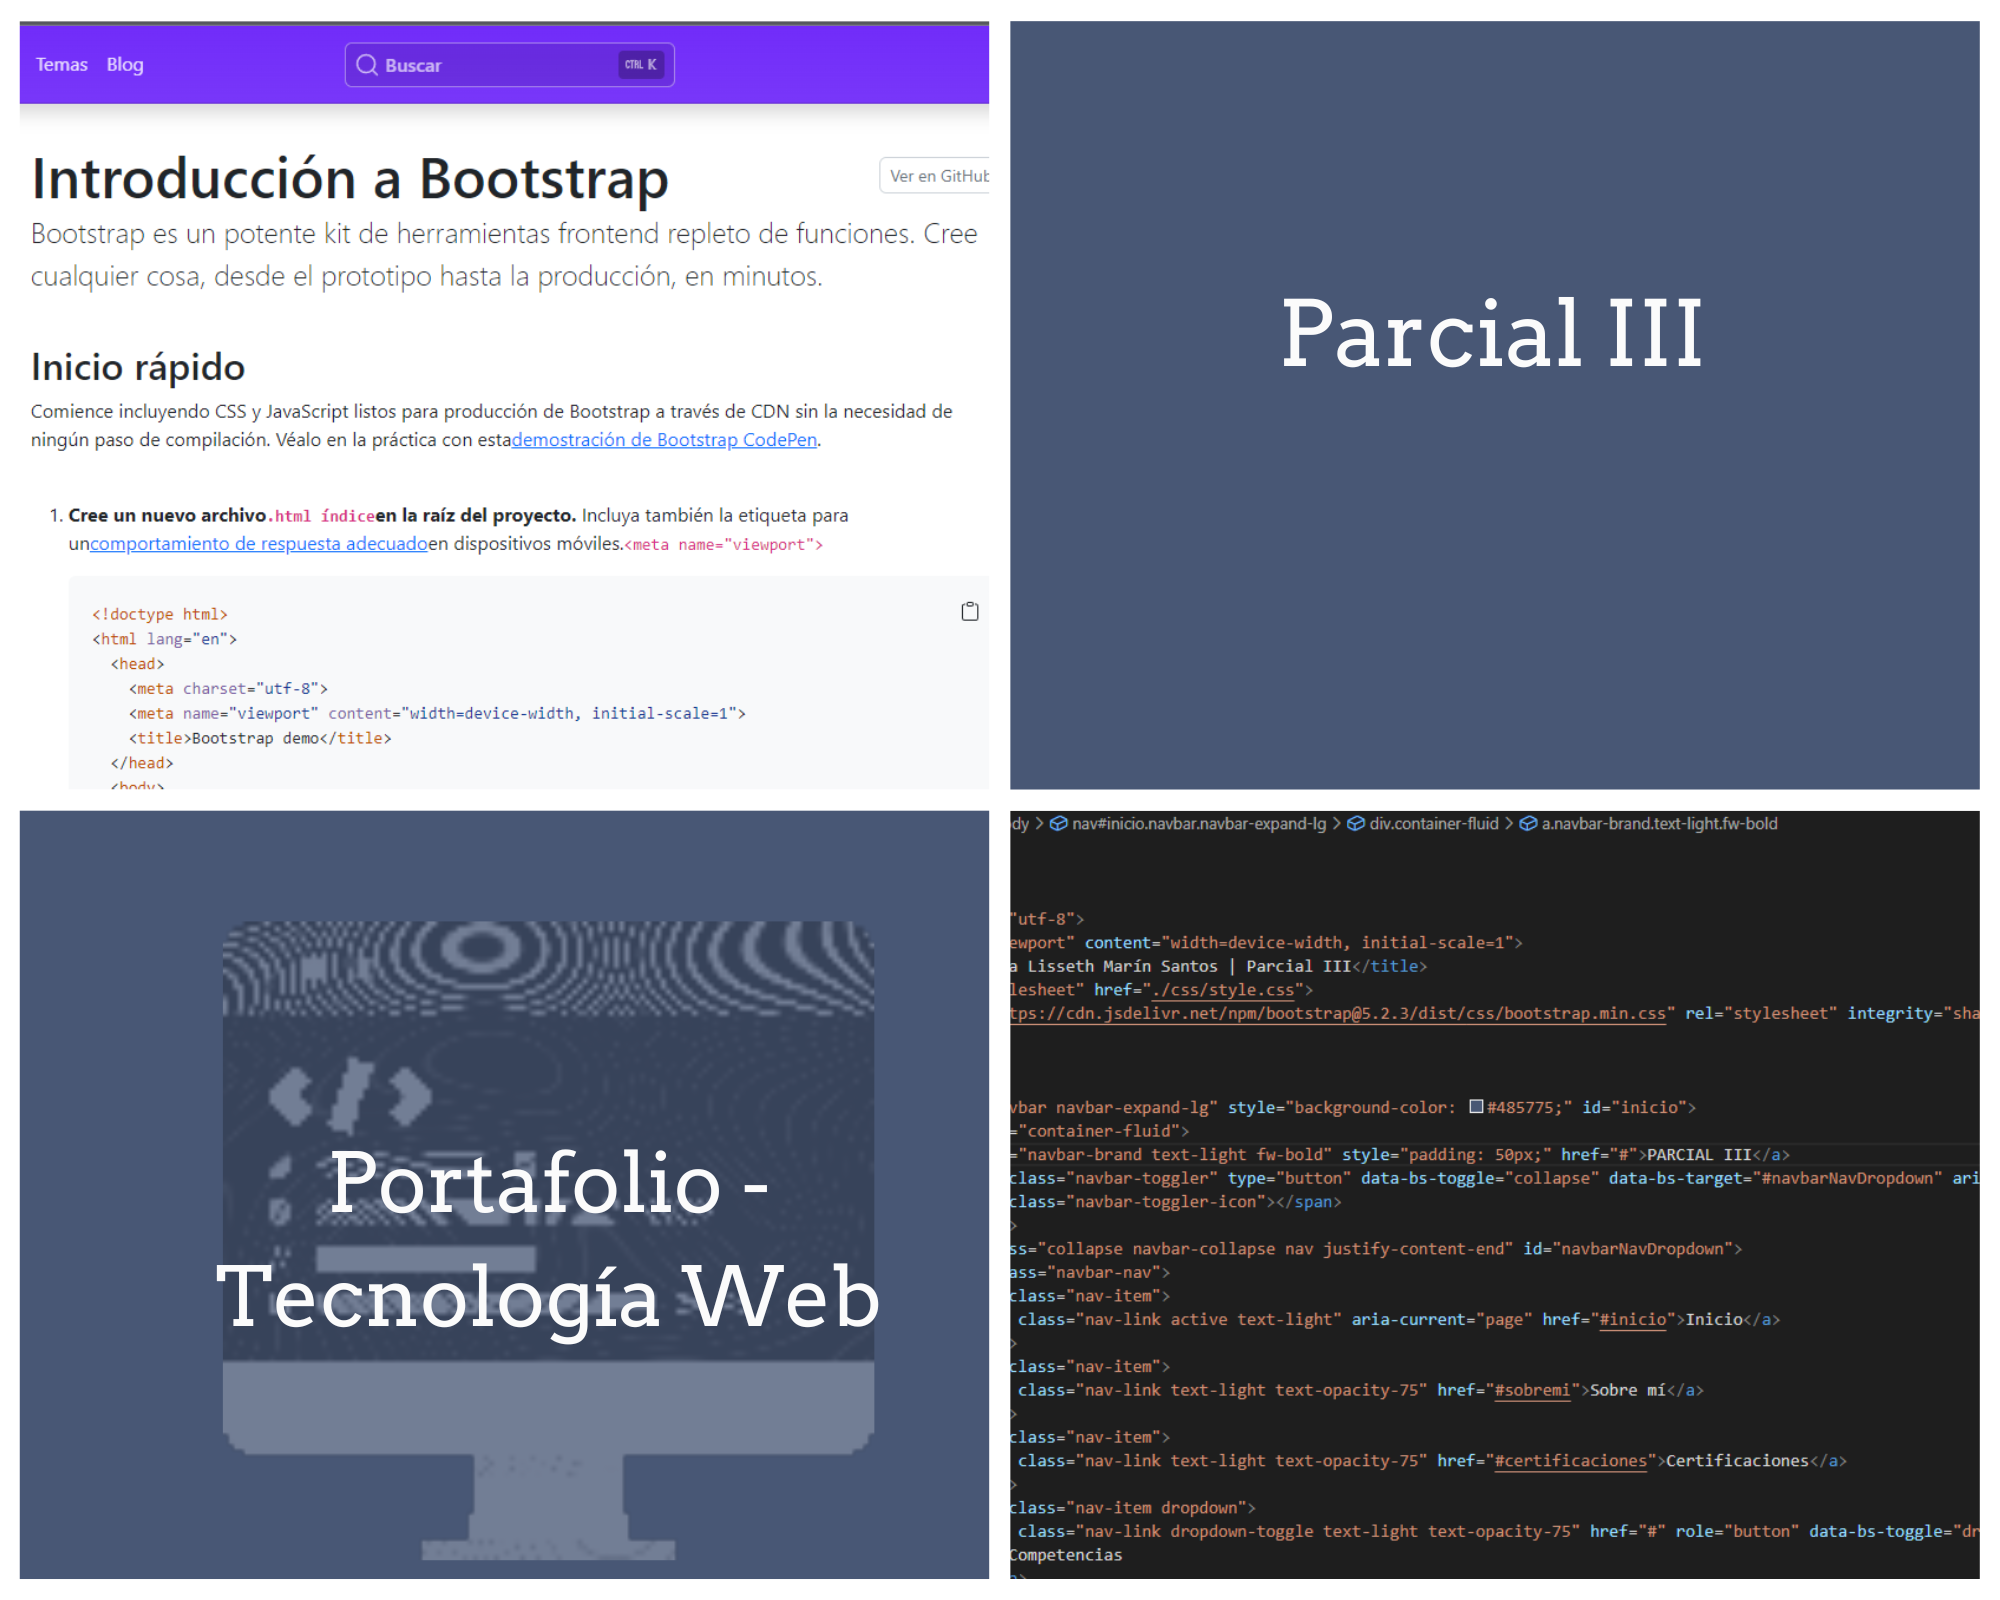 Temas Blog Buscar CTRL K
Introducción a Bootstrap
Ver en GitHub
Bootstrap es un potente kit de herramientas frontend repleto de funciones. Cree
cualquier cosa, desde el prototipo hasta la producción, en minutos.
Inicio rápido
Comience incluyendo CSS y JavaScript listos para producción de Bootstrap a través de CDN sin la necesidad de
ningún paso de compilación. Véalo en la práctica con estademostración de Bootstrap CodePen.
1. Cree un nuevo archivo.html índiceen la raíz del proyecto. Incluya también la etiqueta para
uncomportamiento de respuesta adecuadoen dispositivos móviles.<meta name="viewport">
<!doctype html>
<html lang="en">
<head>
<meta charset="utf-8">
<meta name="viewport" content="width=device-width, initial-scale=1">
<title>Bootstrap demo</title>
</head>
<body>
Parcial III
</>
Portafolio -
Tecnología Web
dy > nav#inicio.navbar.navbar-expand-lg > div.container-fluid > a.navbar-brand.text-light.fw-bold
"utf-8">
ewport" content="width=device-width, initial-scale=1">
a Lisseth Marín Santos | Parcial III</title>
lesheet" href="./css/style.css">
tps://cdn.jsdelivr.net/npm/bootstrap@5.2.3/dist/css/bootstrap.min.css" rel="stylesheet" integrity="sha
vbar navbar-expand-lg" style="background-color: #485775;" id="inicio">
="container-fluid">
="navbar-brand text-light fw-bold" style="padding: 50px;" href="#">PARCIAL III</a>
class="navbar-toggler" type="button" data-bs-toggle="collapse" data-bs-target="#navbarNavDropdown" ari
class="navbar-toggler-icon"></span>
>
ss="collapse navbar-collapse nav justify-content-end" id="navbarNavDropdown">
ass="navbar-nav">
class="nav-item">
class="nav-link active text-light" aria-current="page" href="#inicio">Inicio</a>
>
class="nav-item">
class="nav-link text-light text-opacity-75" href="#sobremi">Sobre mí</a>
>
class="nav-item">
class="nav-link text-light text-opacity-75" href="#certificaciones">Certificaciones</a>
>
class="nav-item dropdown">
class="nav-link dropdown-toggle text-light text-opacity-75" href="#" role="button" data-bs-toggle="dr
Competencias